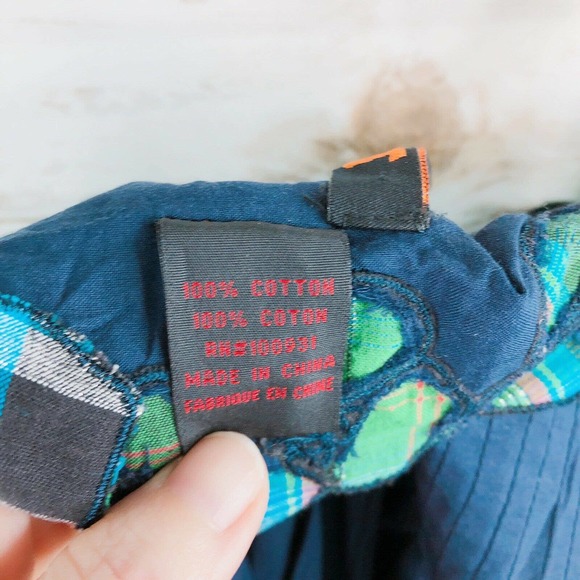 100% COTTON
100% COTON
RN#100931
MADE IN CHINA
FABRIQUE EN CHINE